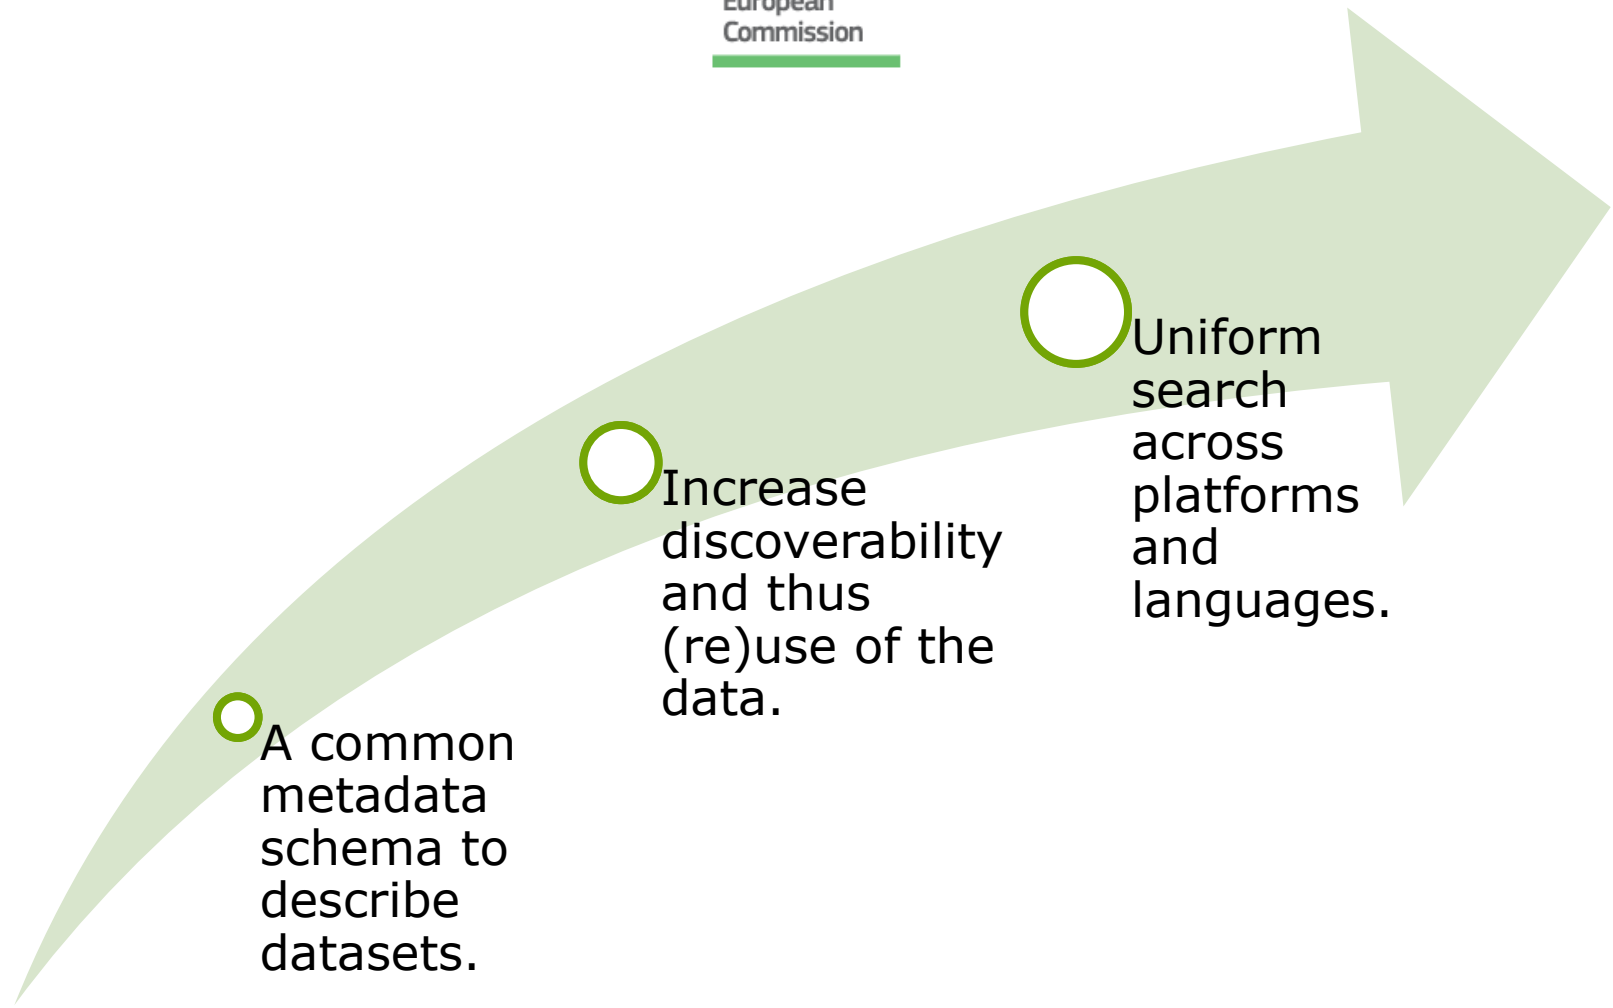 European
Commission
Uniform
search
across
platforms
and
languages.
Increase
discoverability
and thus
(re)use of the
data.
A common
metadata
schema to
describe
datasets.